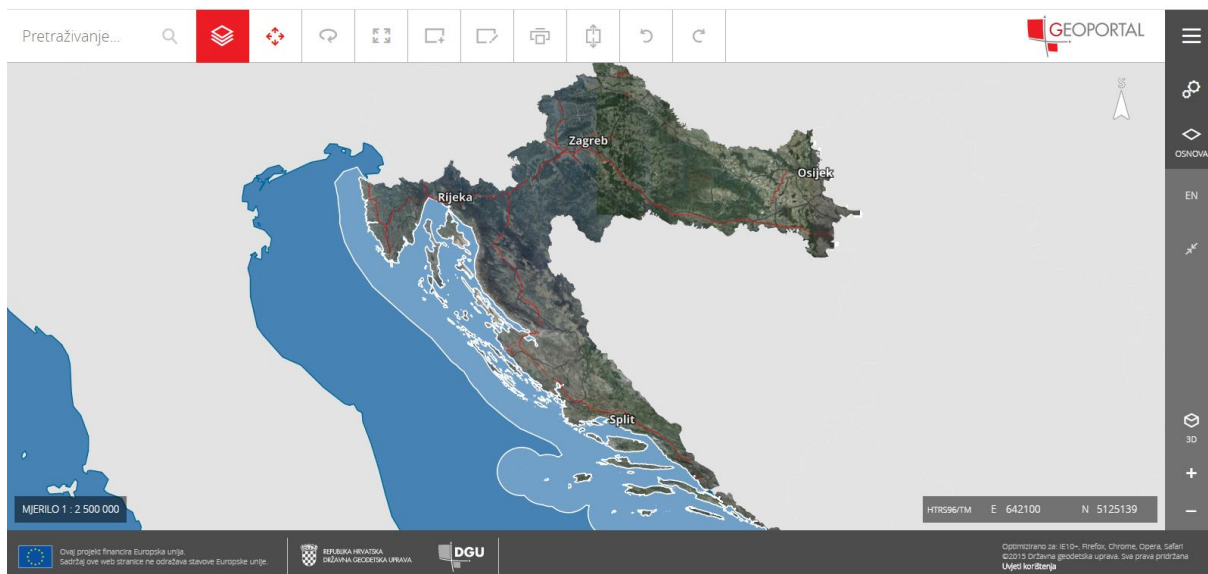 Pretraživanje...
GEOPORTAL
OSNOVA
EN
Zagreb
Osijek
Rijeka
Split
3D
MJERILO 1 : 2 500 000
HTRS96/TM E 642100 N 5125139
Ovaj projekt financira Europska unija.
Sadržaj ove web stranice ne odražava stavove Europske unije.
REPUBLIKA HRVATSKA
DRŽAVNA GEODETSKA UPRAVA
DGU
Optimizirano za: IE10+, Firefox, Chrome, Opera, Safari
©2015 Državna geodetska uprava. Sva prava pridržana
Uvjeti korištenja